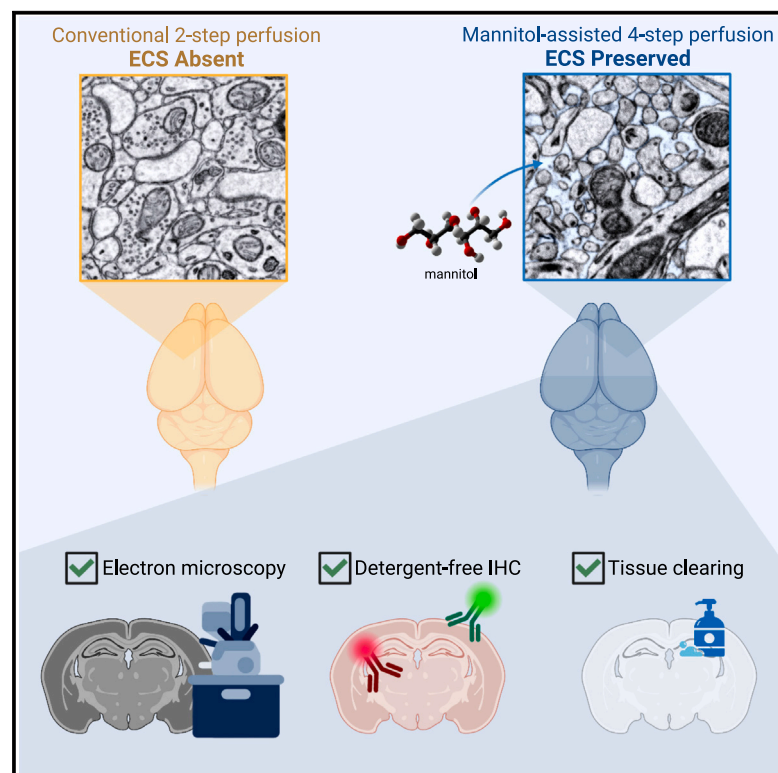 Conventional 2-step perfusion
ECS Absent
Mannitol-assisted 4-step perfusion
ECS Preserved
mannitol
Electron microscopy
Detergent-free IHC
Tissue clearing